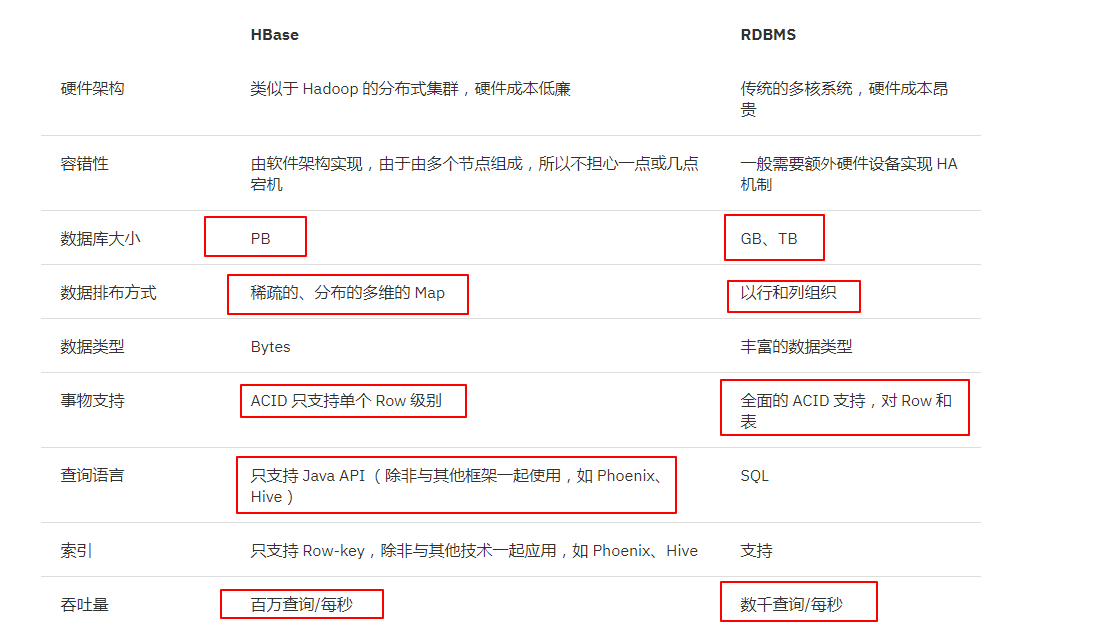 HBase RDBMS
硬件架构 类似于 Hadoop 的分布式集群，硬件成本低廉 传统的多核系统，硬件成本昂
贵
容错性 由软件架构实现，由于由多个节点组成，所以不担心一点或几点 一般需要额外硬件设备实现 HA
宕机 机制
数据库大小 PB GB、TB
数据排布方式 稀疏的、分布的多维的 Map 以行和列组织
数据类型 Bytes 丰富的数据类型
事物支持 ACID 只支持单个 Row 级别 全面的 ACID 支持，对 Row 和
表
查询语言 只支持 Java API（除非与其他框架一起使用，如 Phoenix、 SQL
Hive）
索引 只支持 Row-key，除非与其他技术一起应用，如 Phoenix、Hive 支持
吞吐量 百万查询/每秒 数千查询/每秒